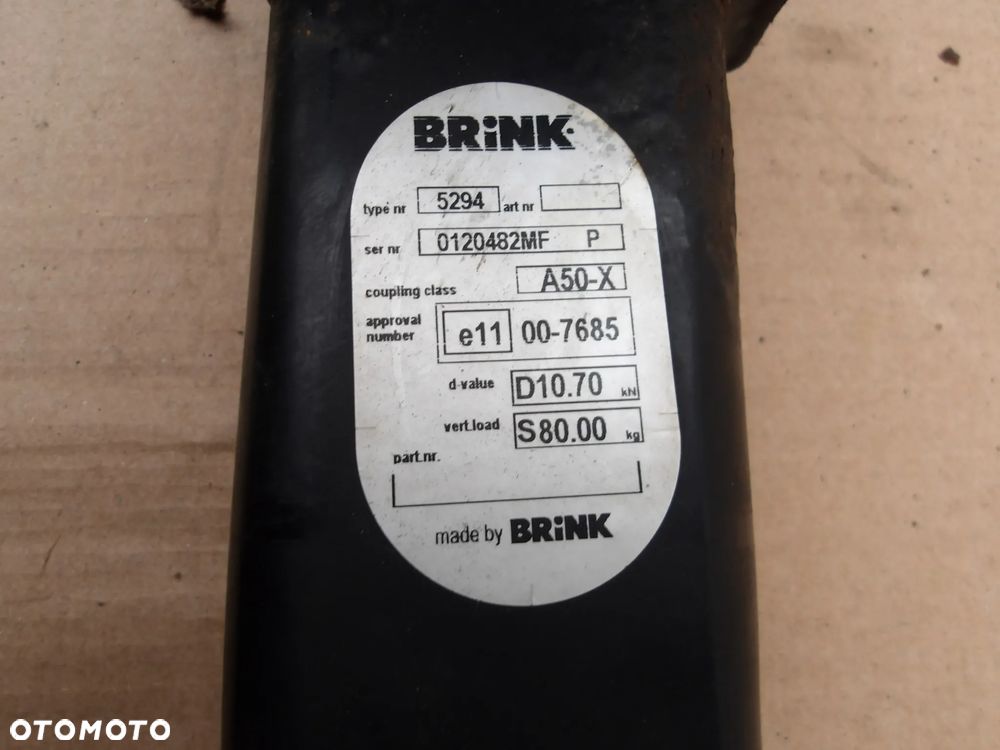 BRiNK
type nr 5294 art nr
ser nr 0120482MF P
coupling class A50-X
approval number e11 00-7685
d-value D10.70 kN
vert.load S80.00 kg
part.nr.
made by BRiNK
OTOMOTO